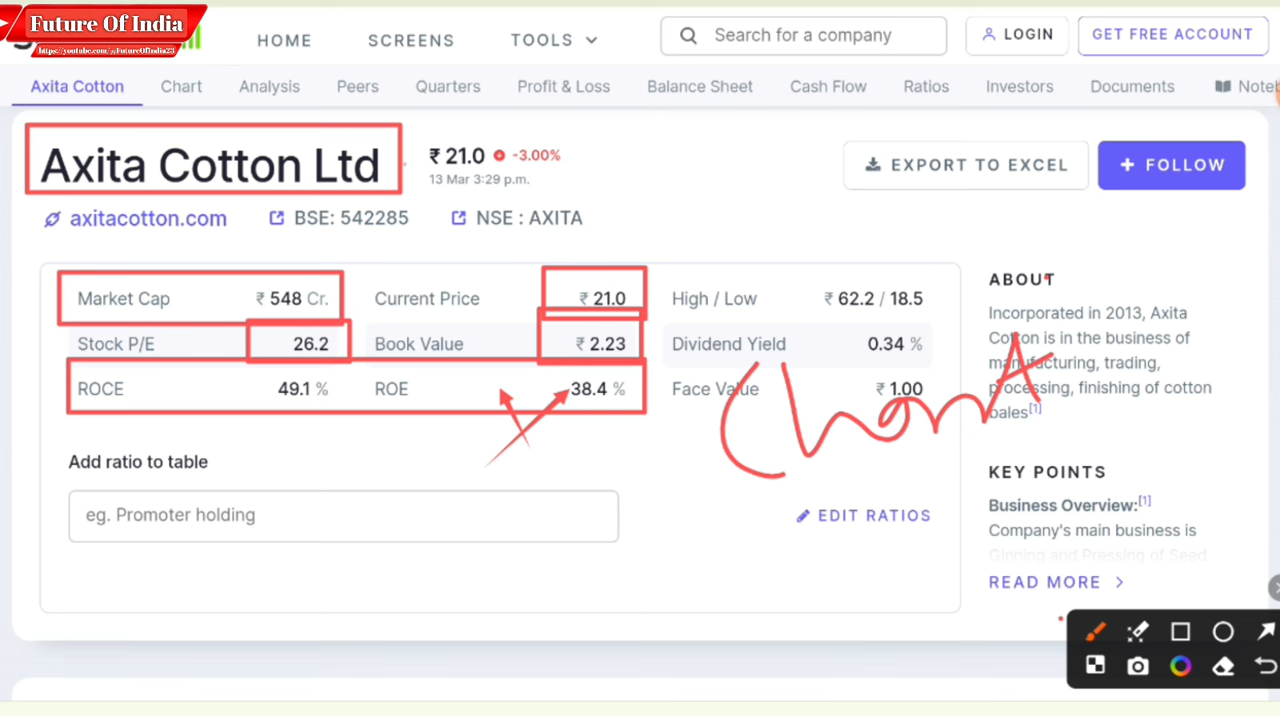 Future Of India
HOME SCREENS TOOLS
Search for a company
LOGIN
GET FREE ACCOUNT
Axita Cotton Chart Analysis Peers Quarters Profit & Loss Balance Sheet Cash Flow Ratios Investors Documents
Axita Cotton Ltd
₹ 21.0 -3.00%
13 Mar 3:29 p.m.
EXPORT TO EXCEL
+ FOLLOW
axitacotton.com BSE: 542285 NSE : AXITA
Market Cap ₹ 548 Cr.
Current Price ₹ 21.0
High / Low ₹ 62.2 / 18.5
Stock P/E 26.2
Book Value ₹ 2.23
Dividend Yield 0.34 %
ROCE 49.1 %
ROE 38.4 %
Face Value ₹ 1.00
Add ratio to table
eg. Promoter holding
EDIT RATIOS
ABOUT
Incorporated in 2013, Axita
Cotton is in the business of
manufacturing, trading,
processing, finishing of cotton
bales[1]
KEY POINTS
Business Overview:[1]
Company's main business is
Ginning and Pressing of Seed
READ MORE